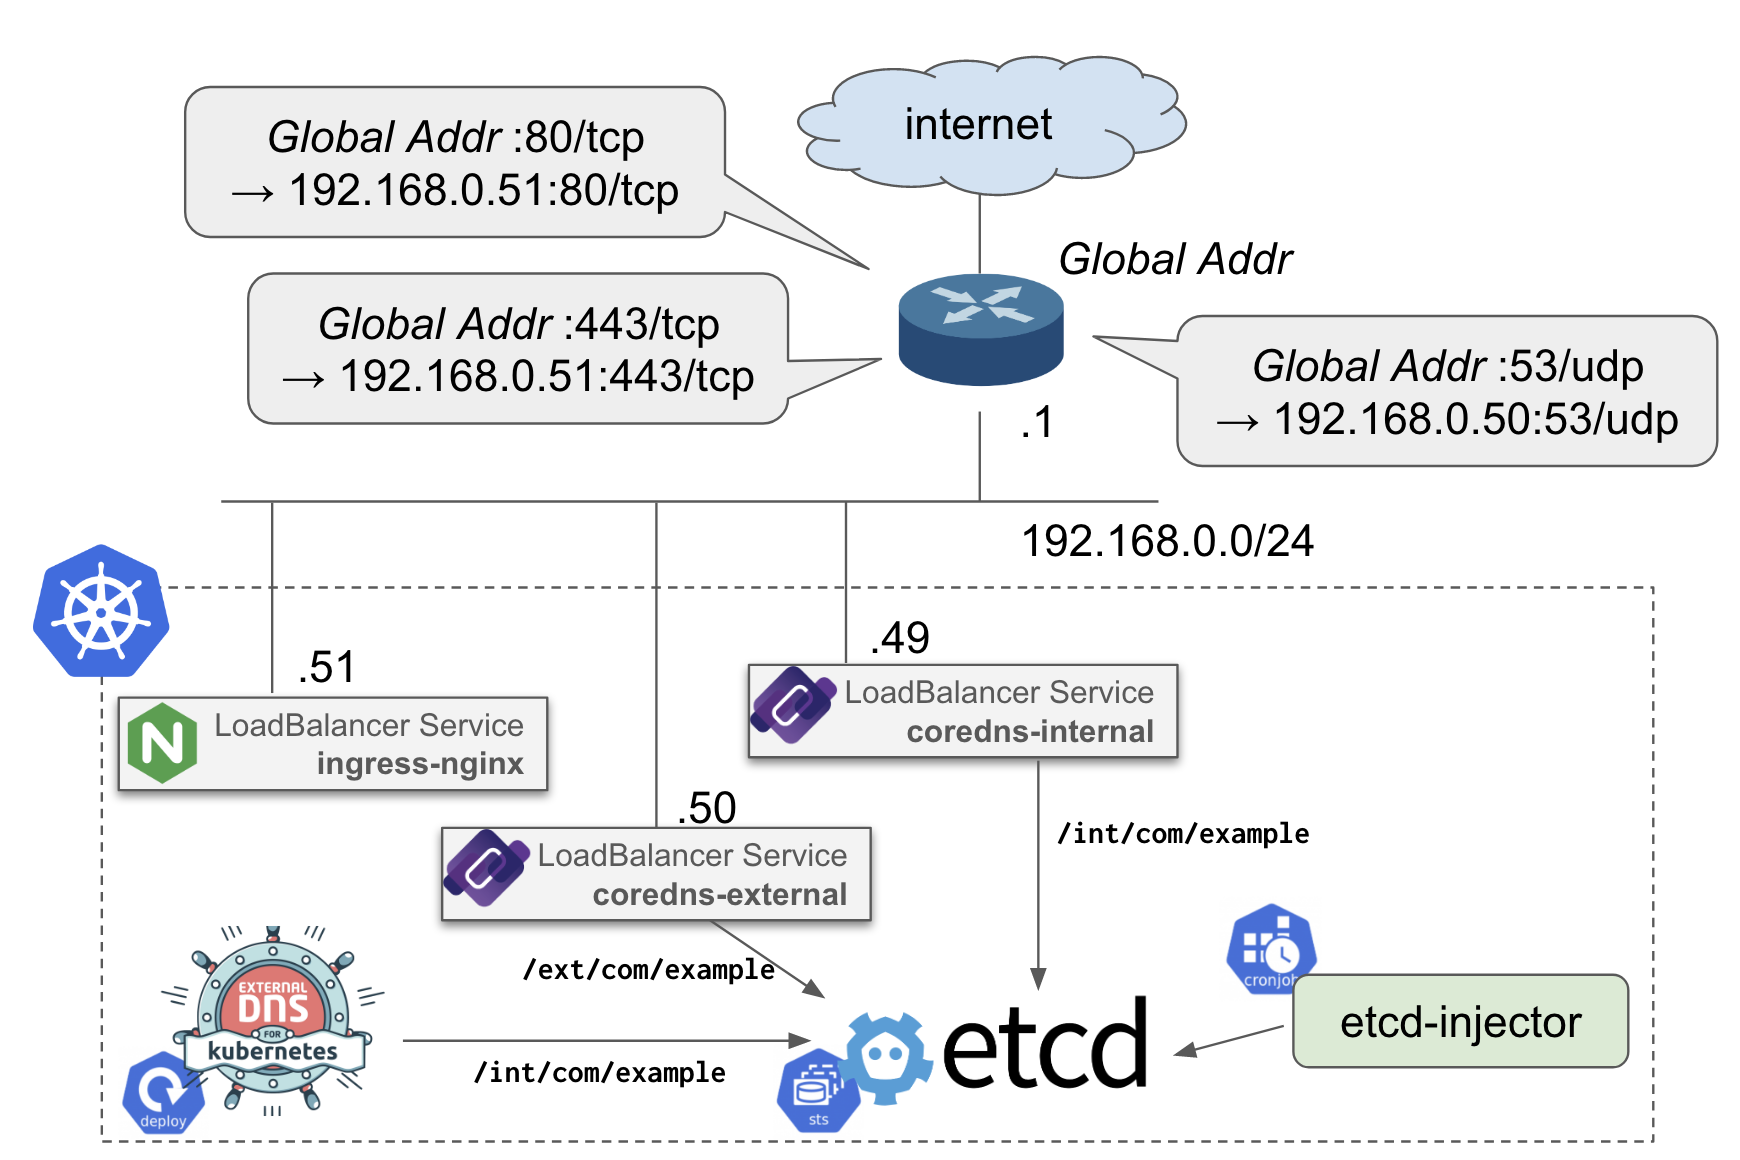 internet
Global Addr :80/tcp
→ 192.168.0.51:80/tcp
Global Addr
Global Addr :443/tcp
→ 192.168.0.51:443/tcp
Global Addr :53/udp
→ 192.168.0.50:53/udp
.1
192.168.0.0/24
.51
LoadBalancer Service
ingress-nginx
.49
LoadBalancer Service
coredns-internal
.50
LoadBalancer Service
coredns-external
/int/com/example
/ext/com/example
EXTERNAL
DNS
FOR
kubernetes
deploy
/int/com/example
sts
etcd
cronjob
etcd-injector
N